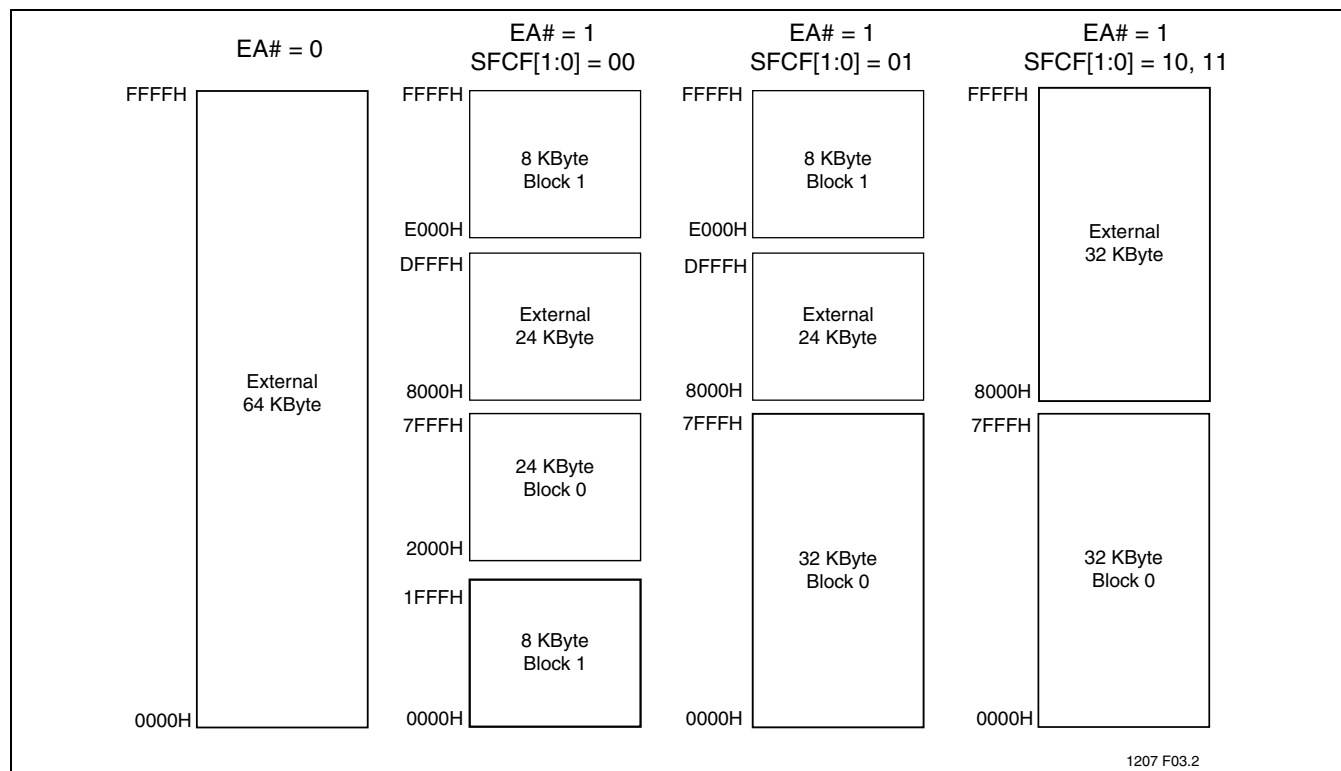 EA# = 0
FFFFH
External
64 KByte
0000H
EA# = 1
SFCF[1:0] = 00
FFFFH
8 KByte
Block 1
E000H
DFFFH
External
24 KByte
8000H
7FFFH
24 KByte
Block 0
2000H
1FFFH
8 KByte
Block 1
0000H
EA# = 1
SFCF[1:0] = 01
FFFFH
8 KByte
Block 1
E000H
DFFFH
External
24 KByte
8000H
7FFFH
32 KByte
Block 0
0000H
EA# = 1
SFCF[1:0] = 10, 11
FFFFH
External
32 KByte
8000H
7FFFH
32 KByte
Block 0
0000H
1207 F03.2